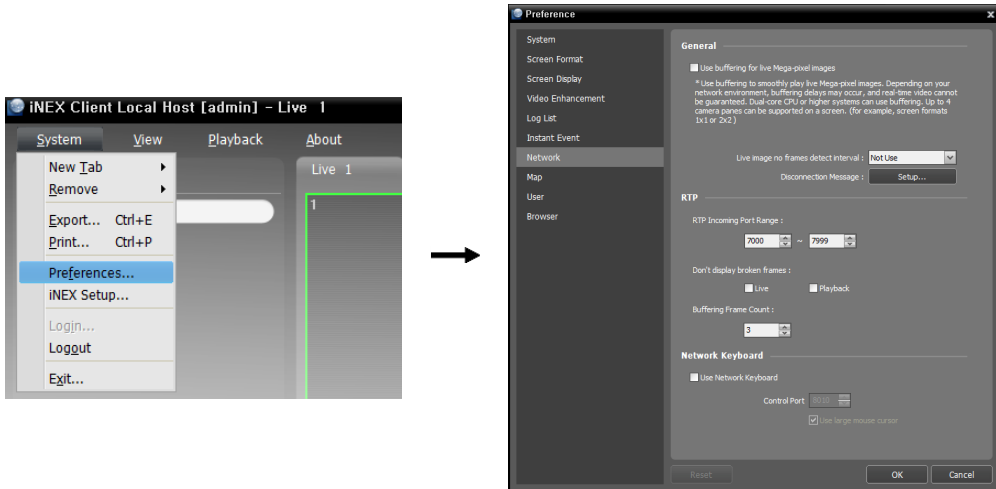 iNEX Client Local Host [admin] – Live 1
System View Playback About
New Tab
Remove
Export... Ctrl+E
Print... Ctrl+P
Preferences...
iNEX Setup...
Login...
Logout
Exit...
Live 1
1
Preference
x
System
Screen Format
Screen Display
Video Enhancement
Log List
Instant Event
Network
Map
User
Browser
General
Use buffering for live Mega-pixel images
* Use buffering to smoothly play live Mega-pixel images. Depending on your
network environment, buffering delays may occur, and real-time video cannot
be guaranteed. Dual-core CPU or higher systems can use buffering. Up to 4
camera panes can be supported on a screen. (for example, screen formats
1x1 or 2x2 )
Live image no frames detect interval : Not Use
Disconnection Message : Setup...
RTP
RTP Incoming Port Range :
7000 ~ 7999
Don't display broken frames :
Live Playback
Buffering Frame Count :
3
Network Keyboard
Use Network Keyboard
Control Port 8010
Use large mouse cursor
Reset OK Cancel